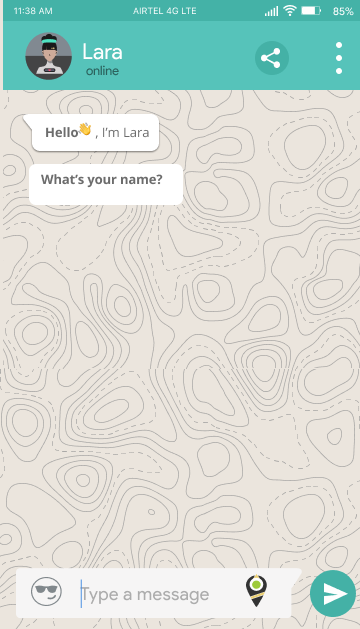 11:38 AM AIRTEL 4G LTE 85%
Lara
online
Hello👋 , I’m Lara
What’s your name?
Type a message